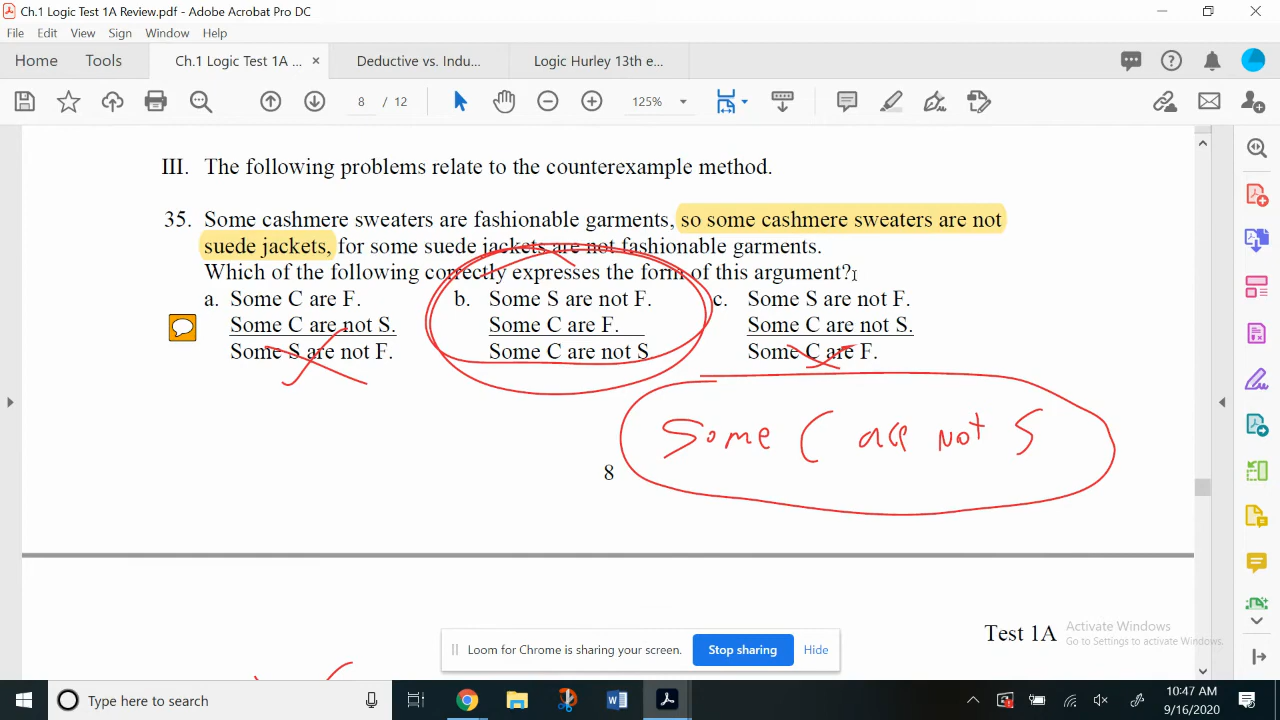 Ch.1 Logic Test 1A Review.pdf - Adobe Acrobat Pro DC
File Edit View Sign Window Help
Home Tools Ch.1 Logic Test 1A ... × Deductive vs. Indu... Logic Hurley 13th e...
8 / 12 125%
III. The following problems relate to the counterexample method.
35. Some cashmere sweaters are fashionable garments, so some cashmere sweaters are not
suede jackets, for some suede jackets are not fashionable garments.
Which of the following correctly expresses the form of this argument?
a. Some C are F. b. Some S are not F. c. Some S are not F.
Some C are not S. Some C are F. Some C are not S.
Some S are not F. Some C are not S. Some C are F.
Some C are not S
8
Test 1A
Activate Windows
Go to Settings to activate Windows.
Loom for Chrome is sharing your screen. Stop sharing Hide
Type here to search
10:47 AM
9/16/2020